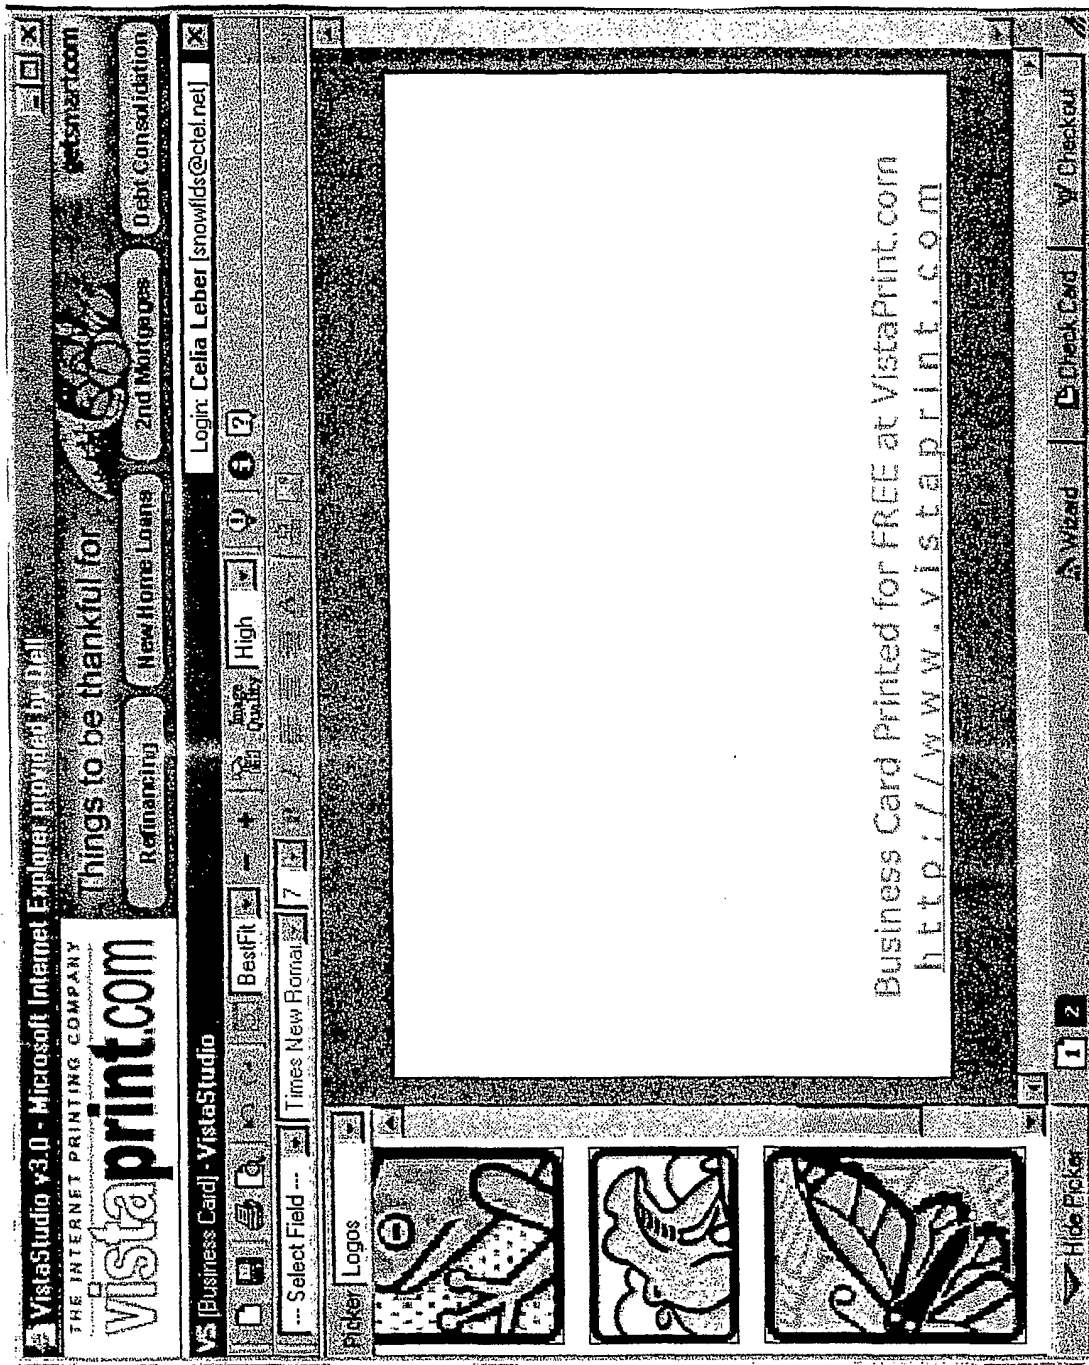 VistaStudio v3.0 - Microsoft Internet Explorer provided by Dell
THE INTERNET PRINTING COMPANY
vistaprint.com
Things to be thankful for
getsmart.com
Refinancing New Home Loans 2nd Mortgages Debt Consolidation
VS [Business Card] - VistaStudio
Login: Celia Leber [snowflds@ctel.net]
BestFit - + Image Quality High
--- Select Field --- Times New Roman 7
Picker Logos
Business Card Printed for FREE at VistaPrint.com
http://www.vistaprint.com
Hide Picker 1 2 Wizard Check Card Checkout